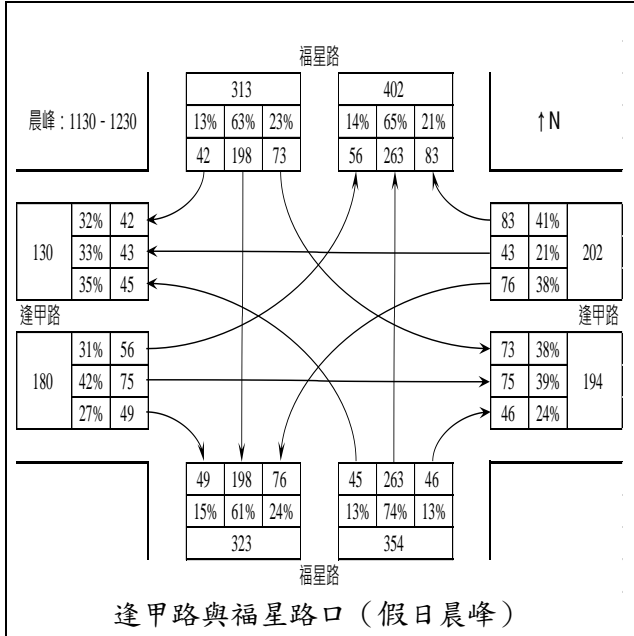 福星路
晨峰：1130 - 1230
313
13% 63% 23%
42 198 73
402
14% 65% 21%
56 263 83
↑N
130
32% 42
33% 43
35% 45
83 41%
43 21%
76 38%
202
逢甲路
逢甲路
180
31% 56
42% 75
27% 49
73 38%
75 39%
46 24%
194
49 198 76
15% 61% 24%
323
45 263 46
13% 74% 13%
354
福星路
逢甲路與福星路口（假日晨峰）